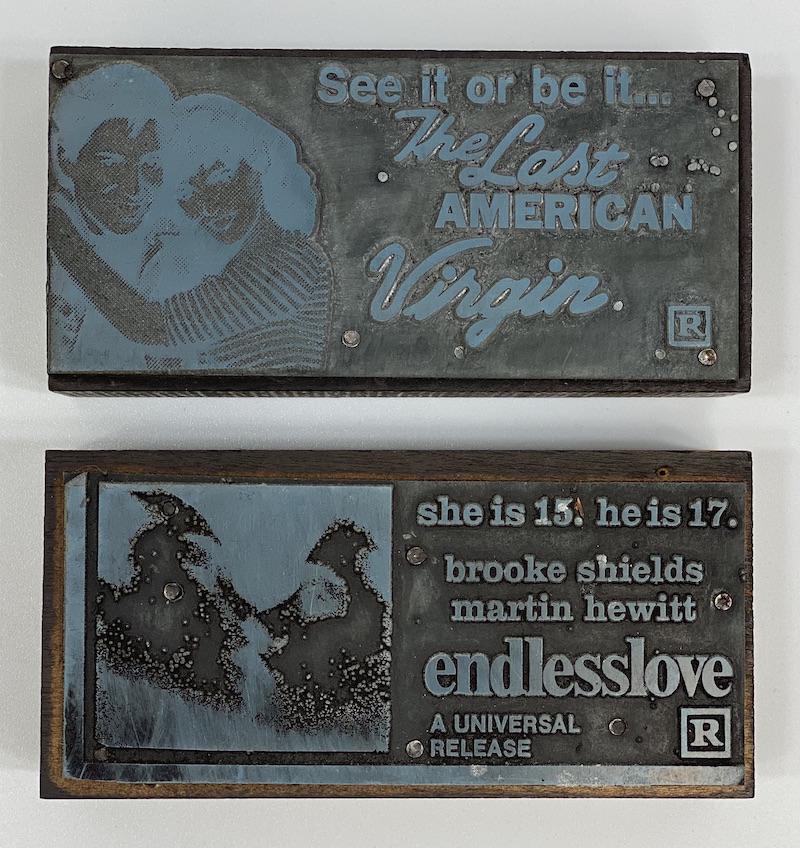 See it or be it...
The Last
AMERICAN
Virgin
R
she is 15. he is 17.
brooke shields
martin hewitt
endlesslove
A UNIVERSAL
RELEASE
R